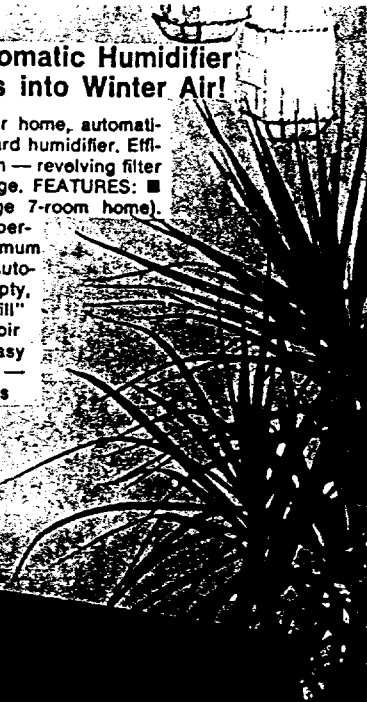 omatic Humidifier
s into Winter Air!
r home, automati-
rd humidifier. Effi-
n — revolving filter
ge. FEATURES: ■
ge 7-room home).
per-
mum
uto-
pty,
ill"
oir
asy
—
s